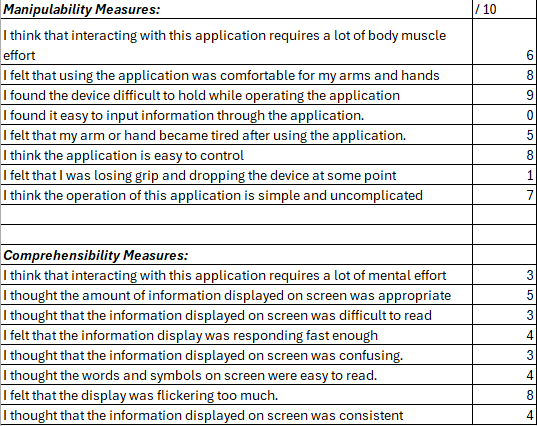 Manipulability Measures: / 10
I think that interacting with this application requires a lot of body muscle
effort 6
I felt that using the application was comfortable for my arms and hands 8
I found the device difficult to hold while operating the application 9
I found it easy to input information through the application. 0
I felt that my arm or hand became tired after using the application. 5
I think the application is easy to control 8
I felt that I was losing grip and dropping the device at some point 1
I think the operation of this application is simple and uncomplicated 7
Comprehensibility Measures:
I think that interacting with this application requires a lot of mental effort 3
I thought the amount of information displayed on screen was appropriate 5
I thought that the information displayed on screen was difficult to read 3
I felt that the information display was responding fast enough 4
I thought that the information displayed on screen was confusing. 3
I thought the words and symbols on screen were easy to read. 4
I felt that the display was flickering too much. 8
I thought that the information displayed on screen was consistent 4